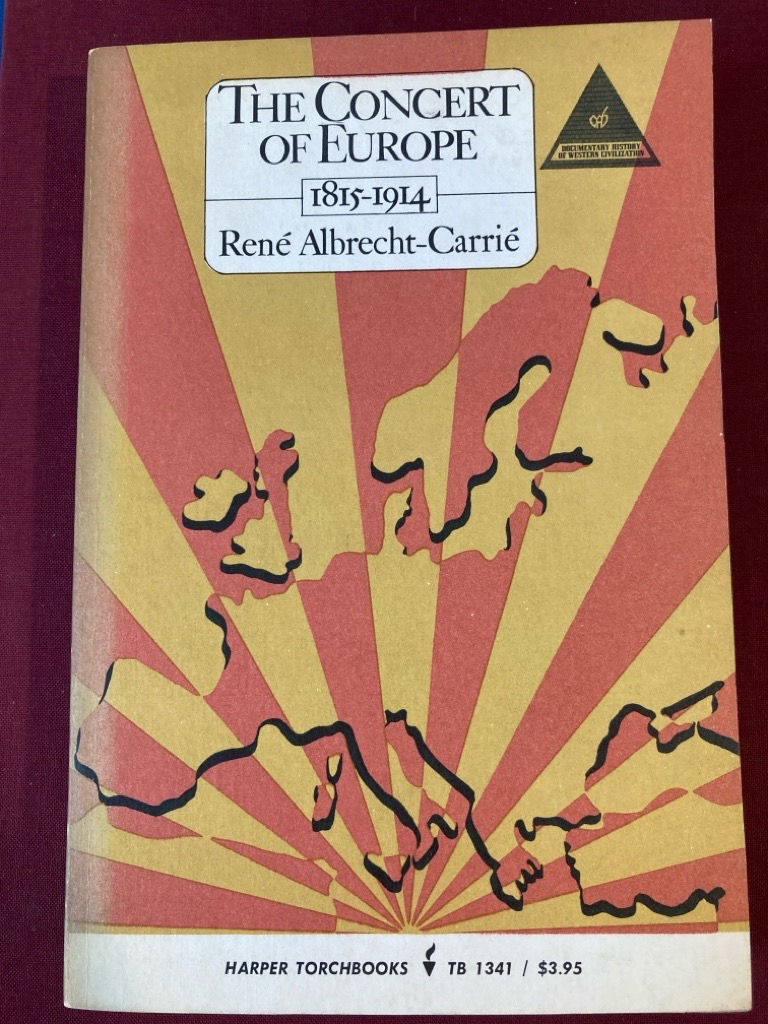 THE CONCERT
OF EUROPE
1815-1914
René Albrecht-Carrié
DOCUMENTARY HISTORY
OF WESTERN CIVILIZATION
HARPER TORCHBOOKS TB 1341 / $3.95